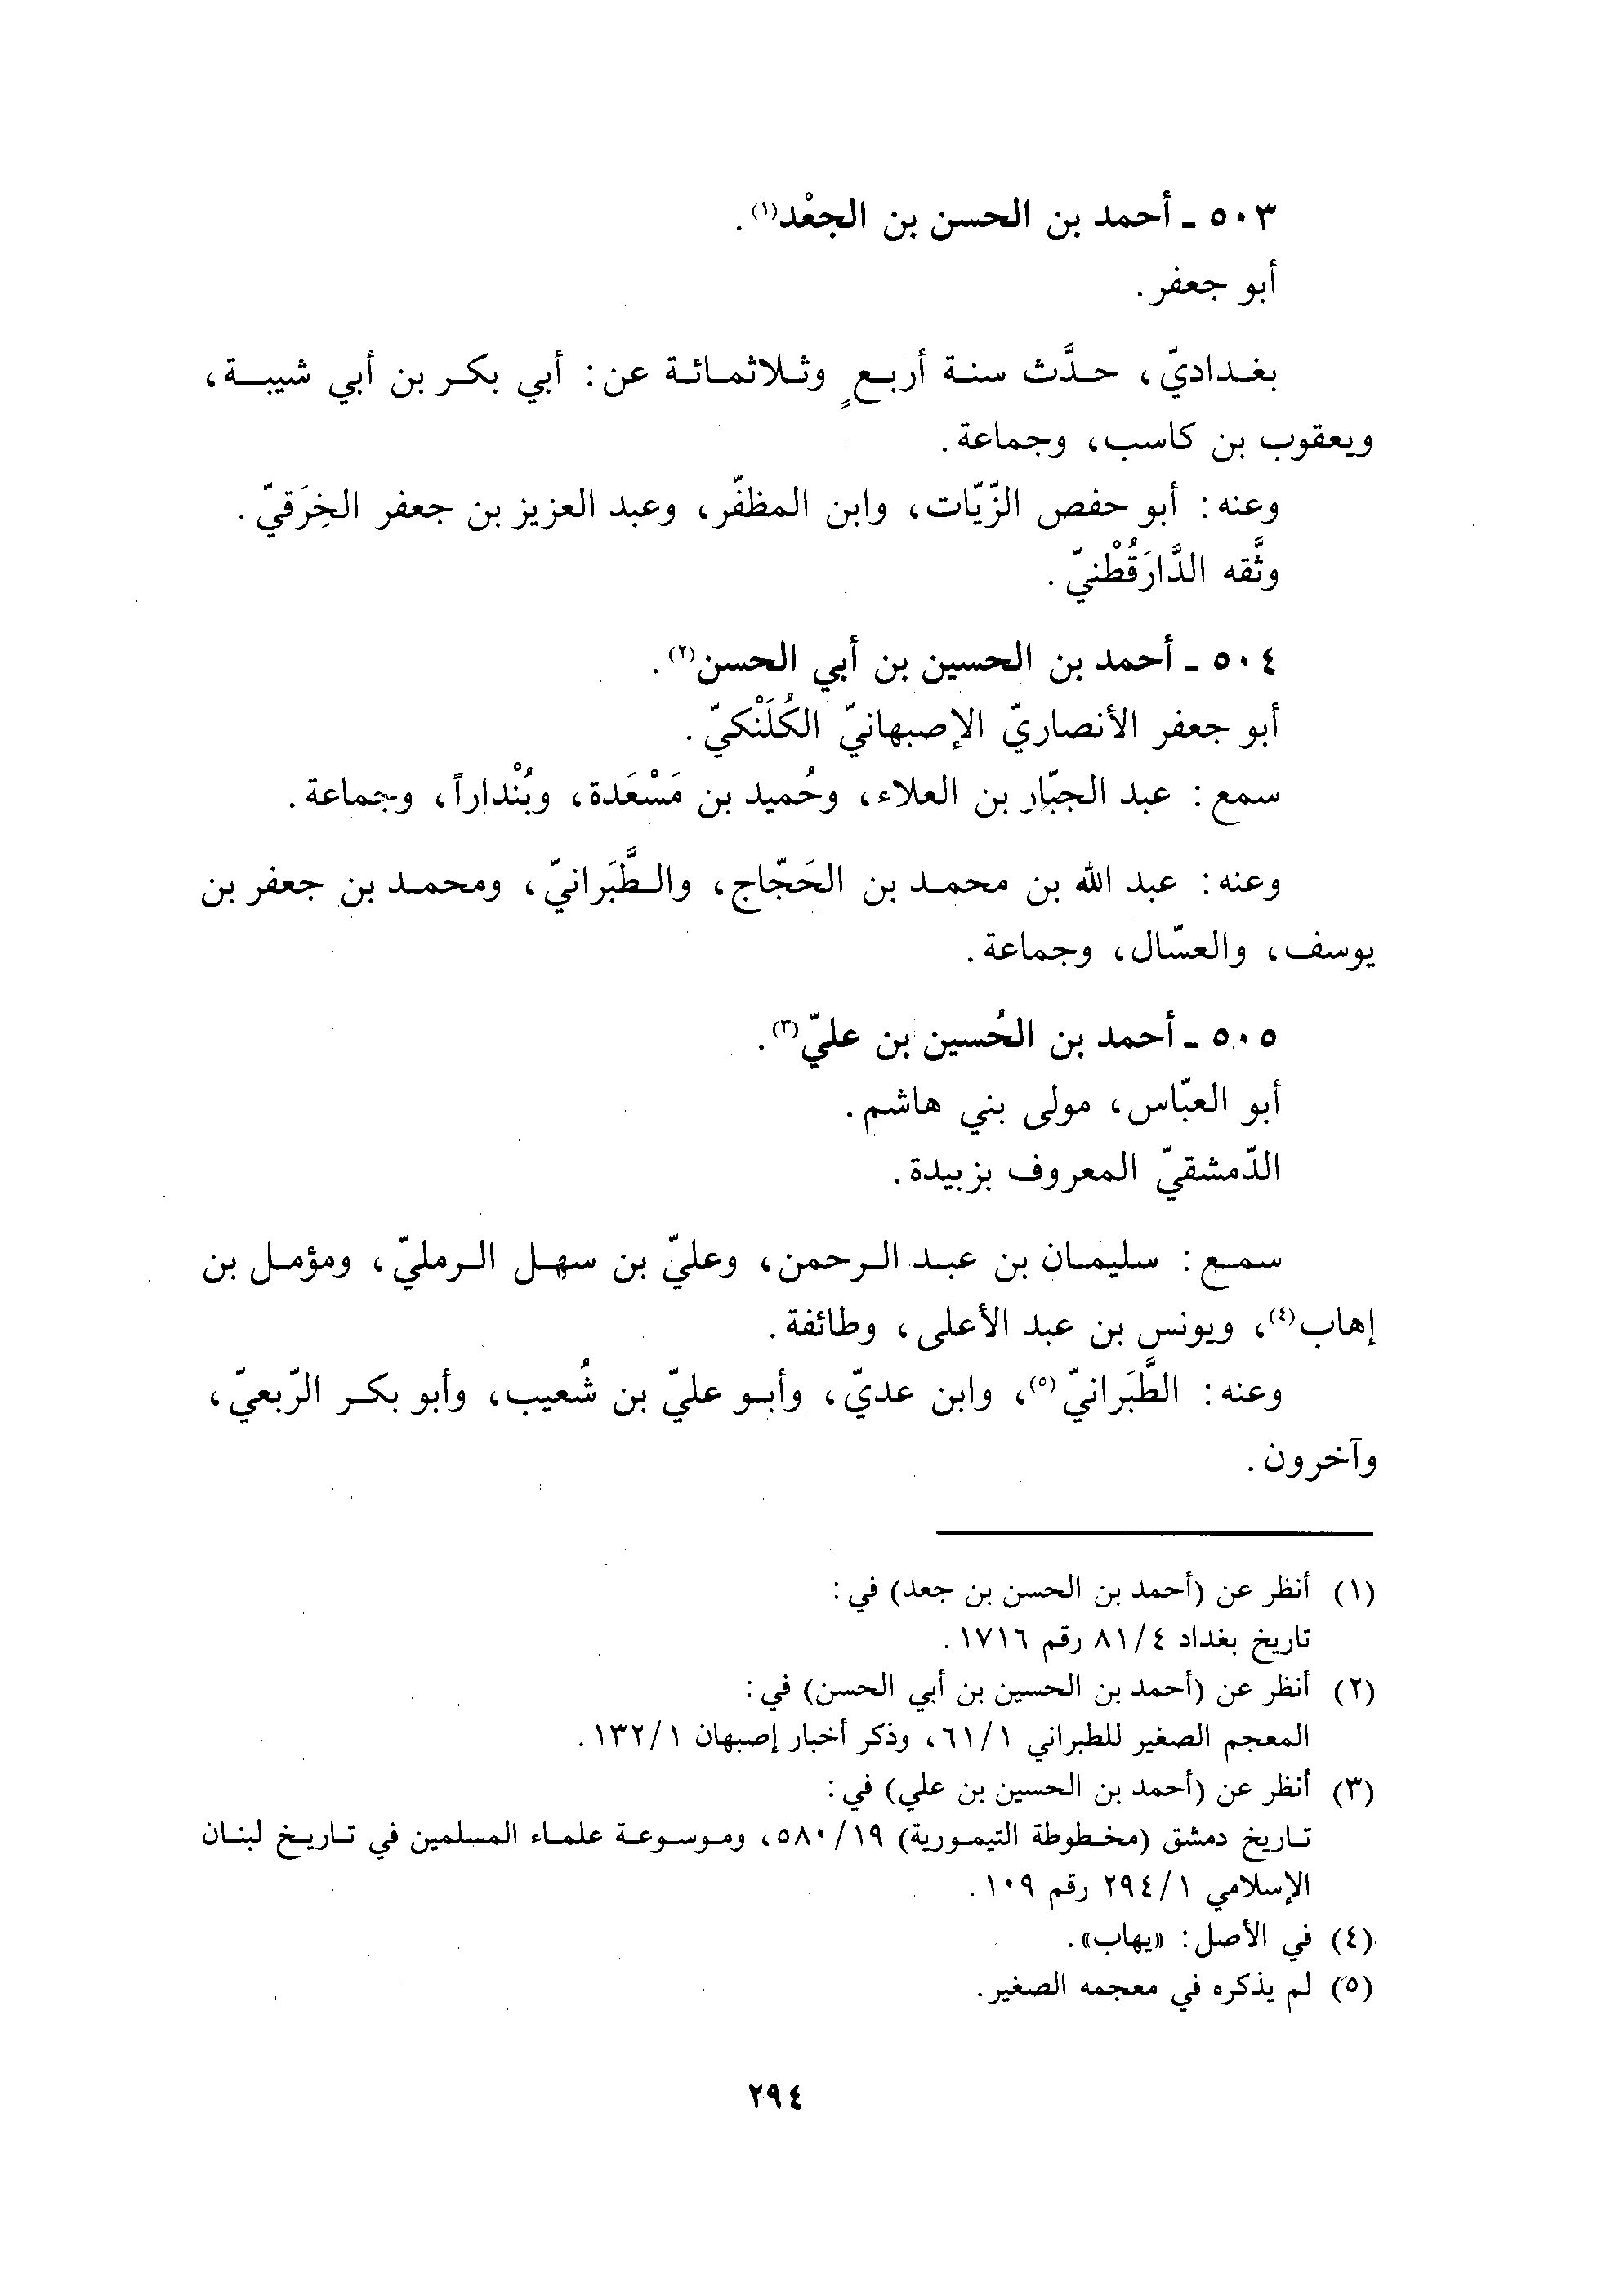 ٥٠٣ ـ أحمد بن الحسن بن الجعْد(١).
أبو جعفر.
بغداديّ، حدَّث سنة أربعٍ وثلاثمائة عن: أبي بكر بن أبي شيبة،
ويعقوب بن كاسب، وجماعة.
وعنه: أبو حفص الزّيّات، وابن المظفّر، وعبد العزيز بن جعفر الخِرَقيّ.
وثَّقه الدَّارَقُطْنيّ.
٥٠٤ ـ أحمد بن الحسين بن أبي الحسن(٢).
أبو جعفر الأنصاريّ الإصبهانيّ الكُلَنْكيّ.
سمع: عبد الجبّار بن العلاء، وحُميد بن مَسْعَدة، وبُنْداراً، وجماعة.
وعنه: عبد الله بن محمد بن الحَجّاج، والطَّبَرانيّ، ومحمد بن جعفر بن
يوسف، والعسّال، وجماعة.
٥٠٥ ـ أحمد بن الحُسين بن عليّ(٣).
أبو العبّاس، مولى بني هاشم.
الدّمشقيّ المعروف بزبيدة.
سمع: سليمان بن عبد الرحمن، وعليّ بن سهل الرمليّ، ومؤمل بن
إهاب(٤)، ويونس بن عبد الأعلى، وطائفة.
وعنه: الطَّبَرانيّ(٥)، وابن عديّ، وأبو عليّ بن شُعيب، وأبو بكر الرّبعيّ،
وآخرون.
(١) أنظر عن (أحمد بن الحسن بن جعد) في:
تاريخ بغداد ٤/٨١ رقم ١٧١٦.
(٢) أنظر عن (أحمد بن الحسين بن أبي الحسن) في:
المعجم الصغير للطبراني ١/٦١، وذكر أخبار إصبهان ١/١٣٢.
(٣) أنظر عن (أحمد بن الحسين بن علي) في:
تاريخ دمشق (مخطوطة التيمورية) ١٩/٥٨٠، وموسوعة علماء المسلمين في تاريخ لبنان
الإسلامي ١/٢٩٤ رقم ١٠٩.
(٤) في الأصل: «يهاب».
(٥) لم يذكره في معجمه الصغير.
٢٩٤